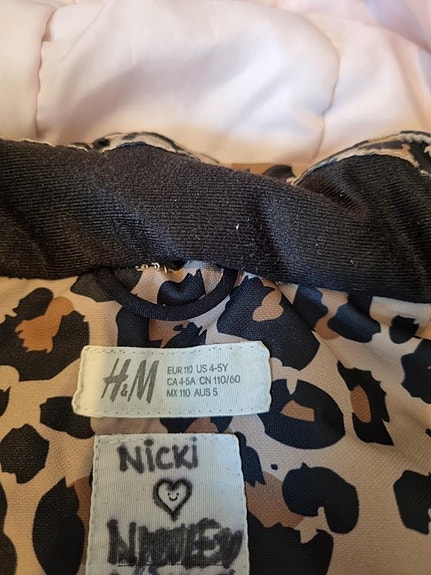 H&M
EUR 110 US 4-5Y
CA 4-5A CN 110/60
MX 110 AUS 5
NICKI